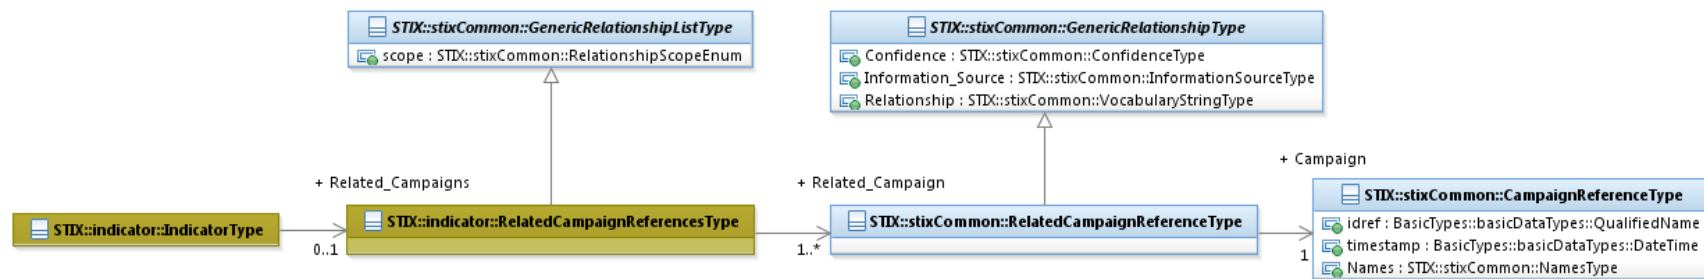 STIX::stixCommon::GenericRelationshipListType
scope : STIX::stixCommon::RelationshipScopeEnum
STIX::stixCommon::GenericRelationshipType
Confidence : STIX::stixCommon::ConfidenceType
Information_Source : STIX::stixCommon::InformationSourceType
Relationship : STIX::stixCommon::VocabularyStringType
+ Related_Campaigns
+ Related_Campaign
+ Campaign
STIX::indicator::IndicatorType
0..1
STIX::indicator::RelatedCampaignReferencesType
1..*
STIX::stixCommon::RelatedCampaignReferenceType
1
STIX::stixCommon::CampaignReferenceType
idref : BasicTypes::basicDataTypes::QualifiedName
timestamp : BasicTypes::basicDataTypes::DateTime
Names : STIX::stixCommon::NamesType